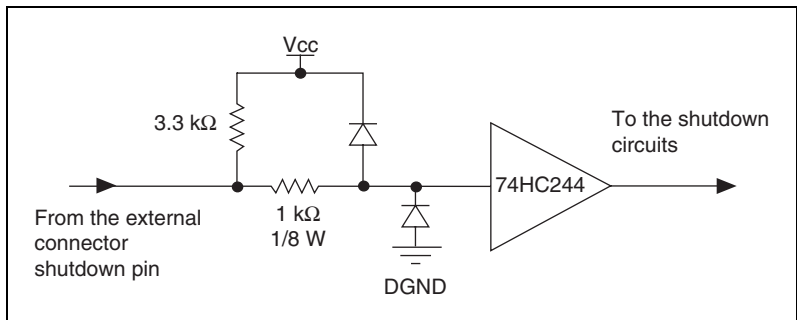 Vcc
3.3 kΩ
To the shutdown
circuits
74HC244
From the external
connector
shutdown pin
1 kΩ
1/8 W
DGND